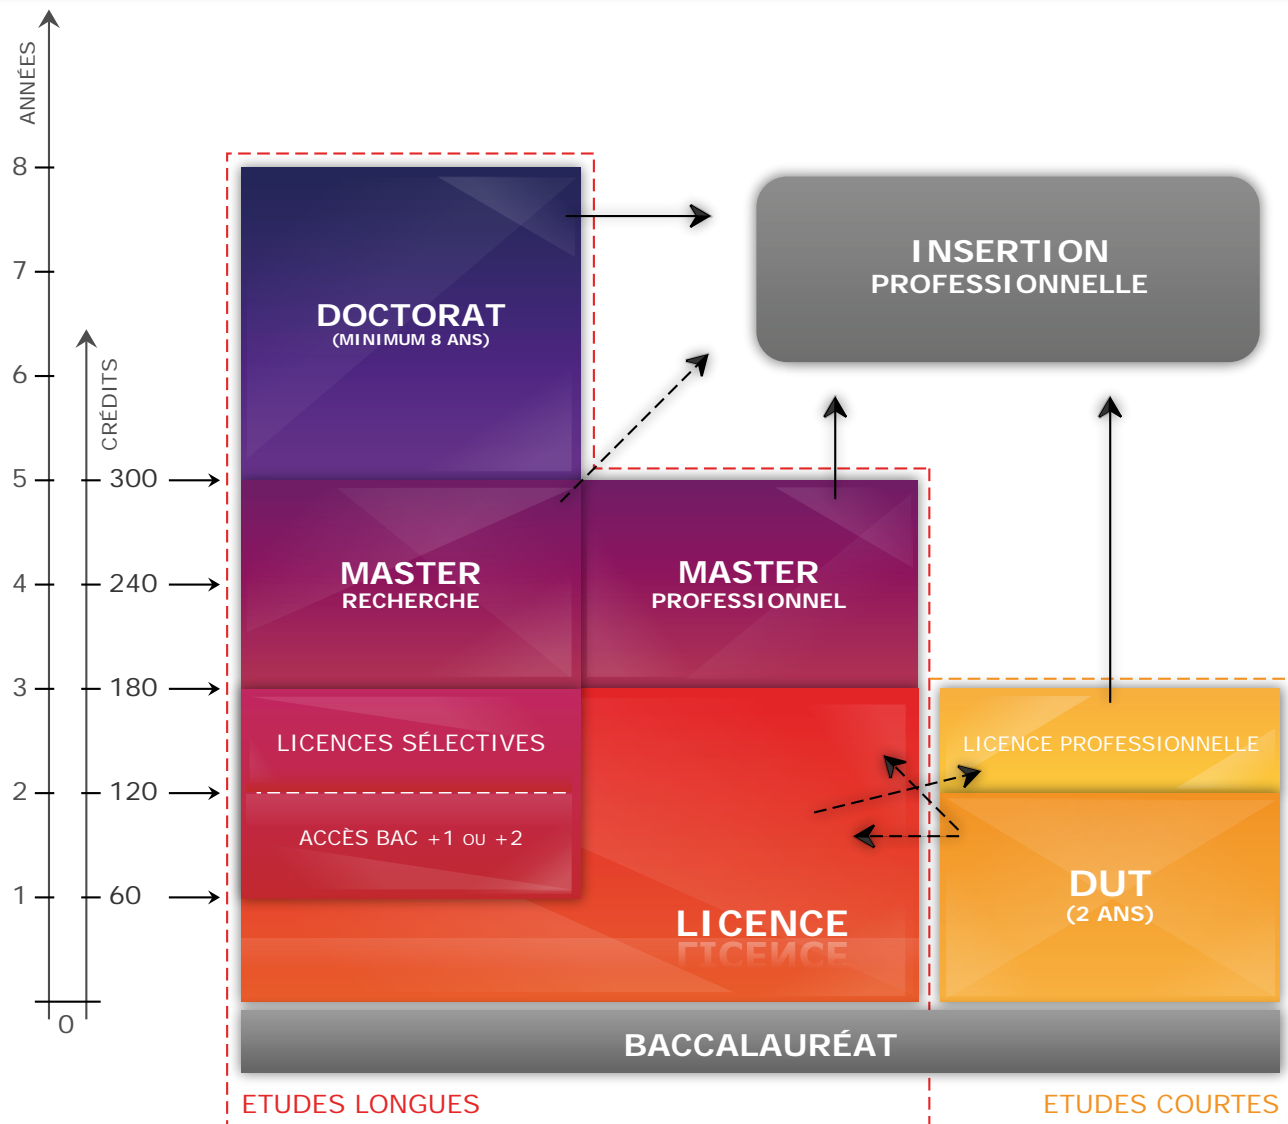 ANNÉES
8
7
6
5
4
3
2
1
0
CRÉDITS
300
240
180
120
60
DOCTORAT
(MINIMUM 8 ANS)
INSERTION
PROFESSIONNELLE
MASTER
RECHERCHE
MASTER
PROFESSIONNEL
LICENCES SÉLECTIVES
ACCÈS BAC +1 OU +2
LICENCE
LICENCE PROFESSIONNELLE
DUT
(2 ANS)
BACCALAURÉAT
ETUDES LONGUES
ETUDES COURTES